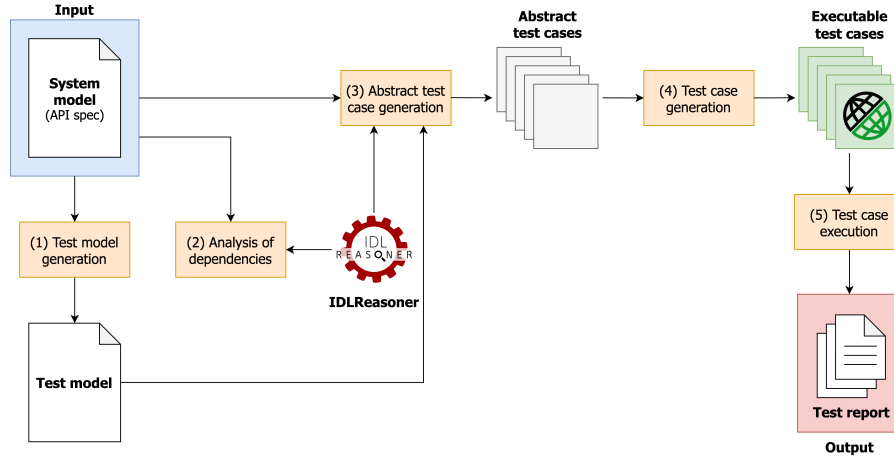 Input
System
model
(API spec)
(1) Test model
generation
(2) Analysis of
dependencies
(3) Abstract test
case generation
IDL
REASONER
IDLReasoner
Test model
Abstract
test cases
(4) Test case
generation
Executable
test cases
(5) Test case
execution
Test report
Output